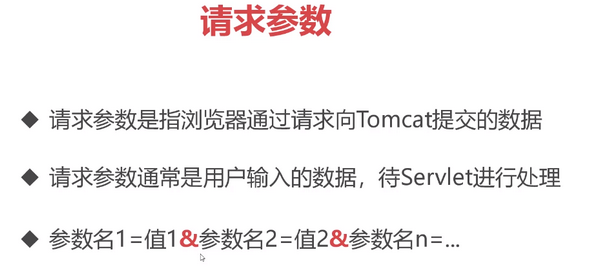 请求参数
◆ 请求参数是指浏览器通过请求向Tomcat提交的数据
◆ 请求参数通常是用户输入的数据，待Servlet进行处理
◆ 参数名1=值1&参数名2=值2&参数名n=...